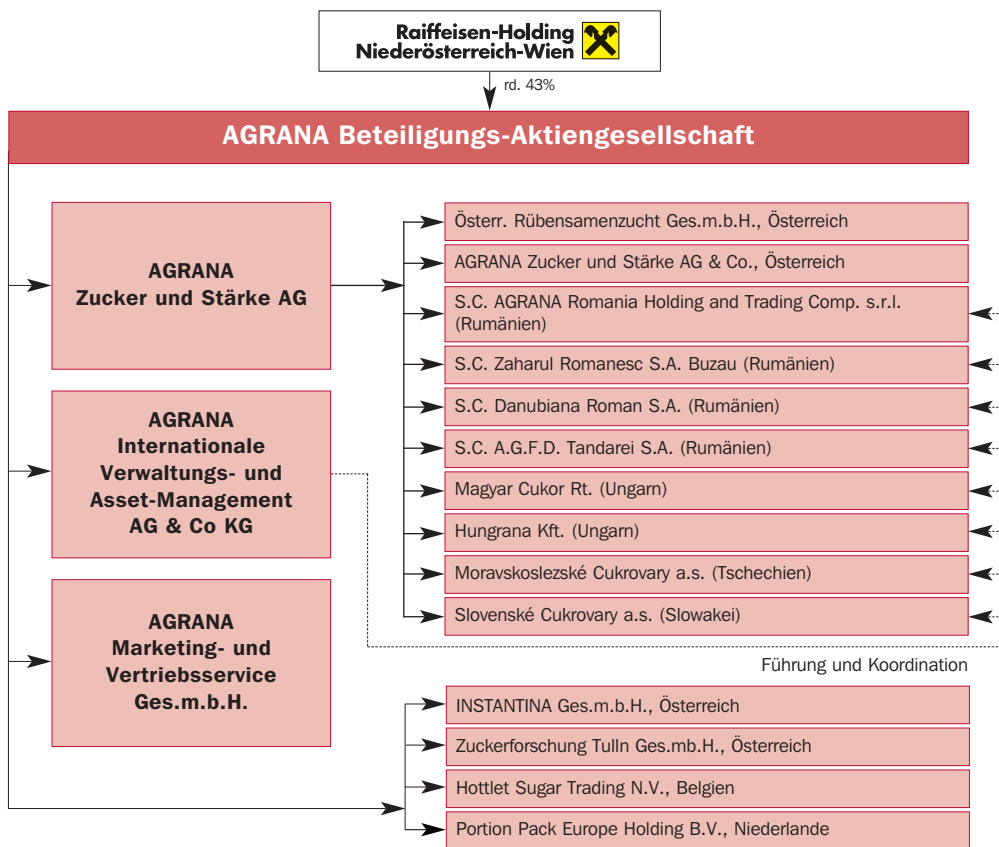 Raiffeisen-Holding
Niederösterreich-Wien
rd. 43%
AGRANA Beteiligungs-Aktiengesellschaft
AGRANA
Zucker und Stärke AG
AGRANA
Internationale
Verwaltungs- und
Asset-Management
AG & Co KG
AGRANA
Marketing- und
Vertriebsservice
Ges.m.b.H.
Österr. Rübensamenzucht Ges.m.b.H., Österreich
AGRANA Zucker und Stärke AG & Co., Österreich
S.C. AGRANA Romania Holding and Trading Comp. s.r.l.
(Rumänien)
S.C. Zaharul Romanesc S.A. Buzau (Rumänien)
S.C. Danubiana Roman S.A. (Rumänien)
S.C. A.G.F.D. Tandarei S.A. (Rumänien)
Magyar Cukor Rt. (Ungarn)
Hungrana Kft. (Ungarn)
Moravskoslezské Cukrovary a.s. (Tschechien)
Slovenské Cukrovary a.s. (Slowakei)
Führung und Koordination
INSTANTINA Ges.m.b.H., Österreich
Zuckerforschung Tulln Ges.mb.H., Österreich
Hottlet Sugar Trading N.V., Belgien
Portion Pack Europe Holding B.V., Niederlande